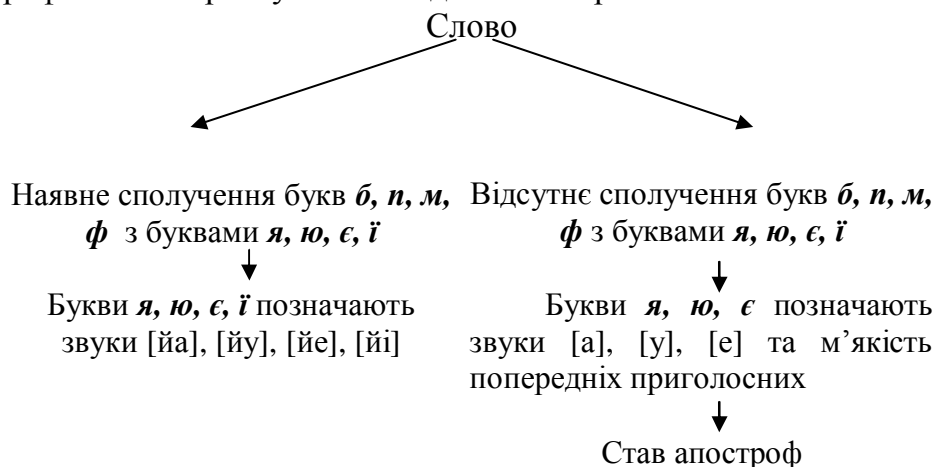 Слово
Наявне сполучення букв б, п, м,
ф з буквами я, ю, є, ї
Букви я, ю, є, ї позначають
звуки [йа], [йу], [йе], [йі]
Відсутнє сполучення букв б, п, м,
ф з буквами я, ю, є, ї
Букви я, ю, є позначають
звуки [а], [у], [е] та м’якість
попередніх приголосних
Став апостроф